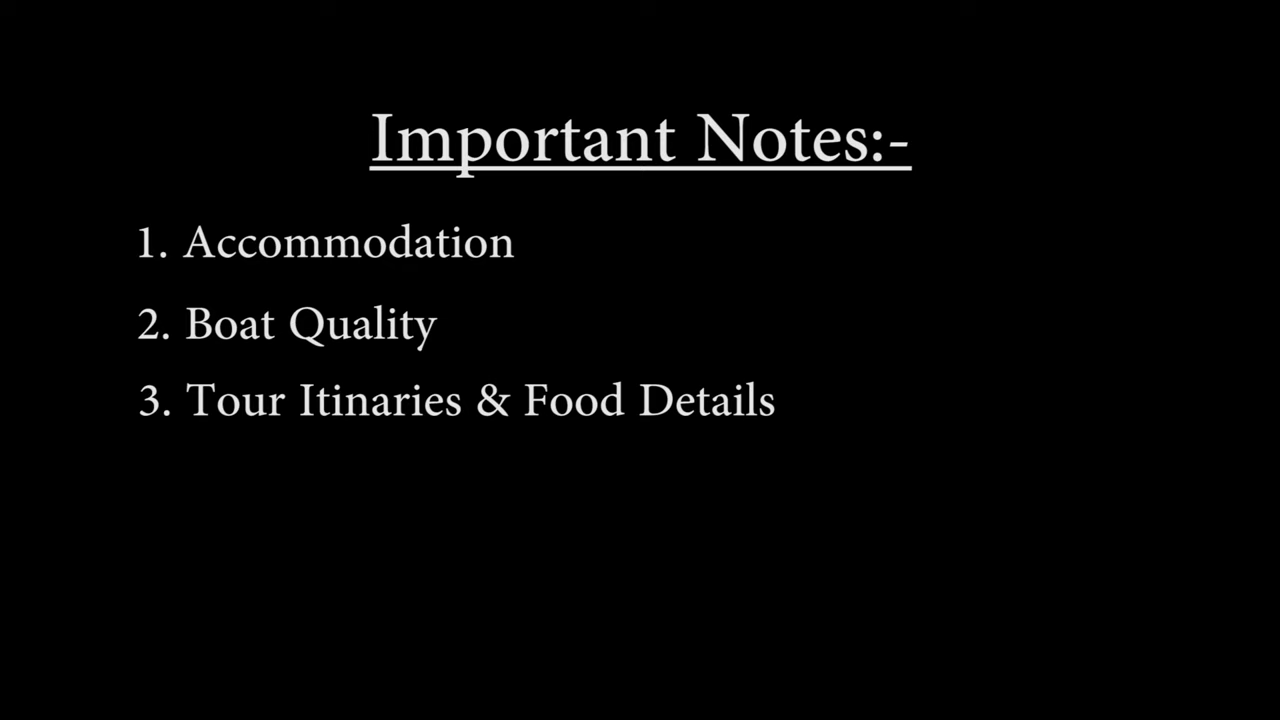 Important Notes:-
1. Accommodation
2. Boat Quality
3. Tour Itinaries & Food Details